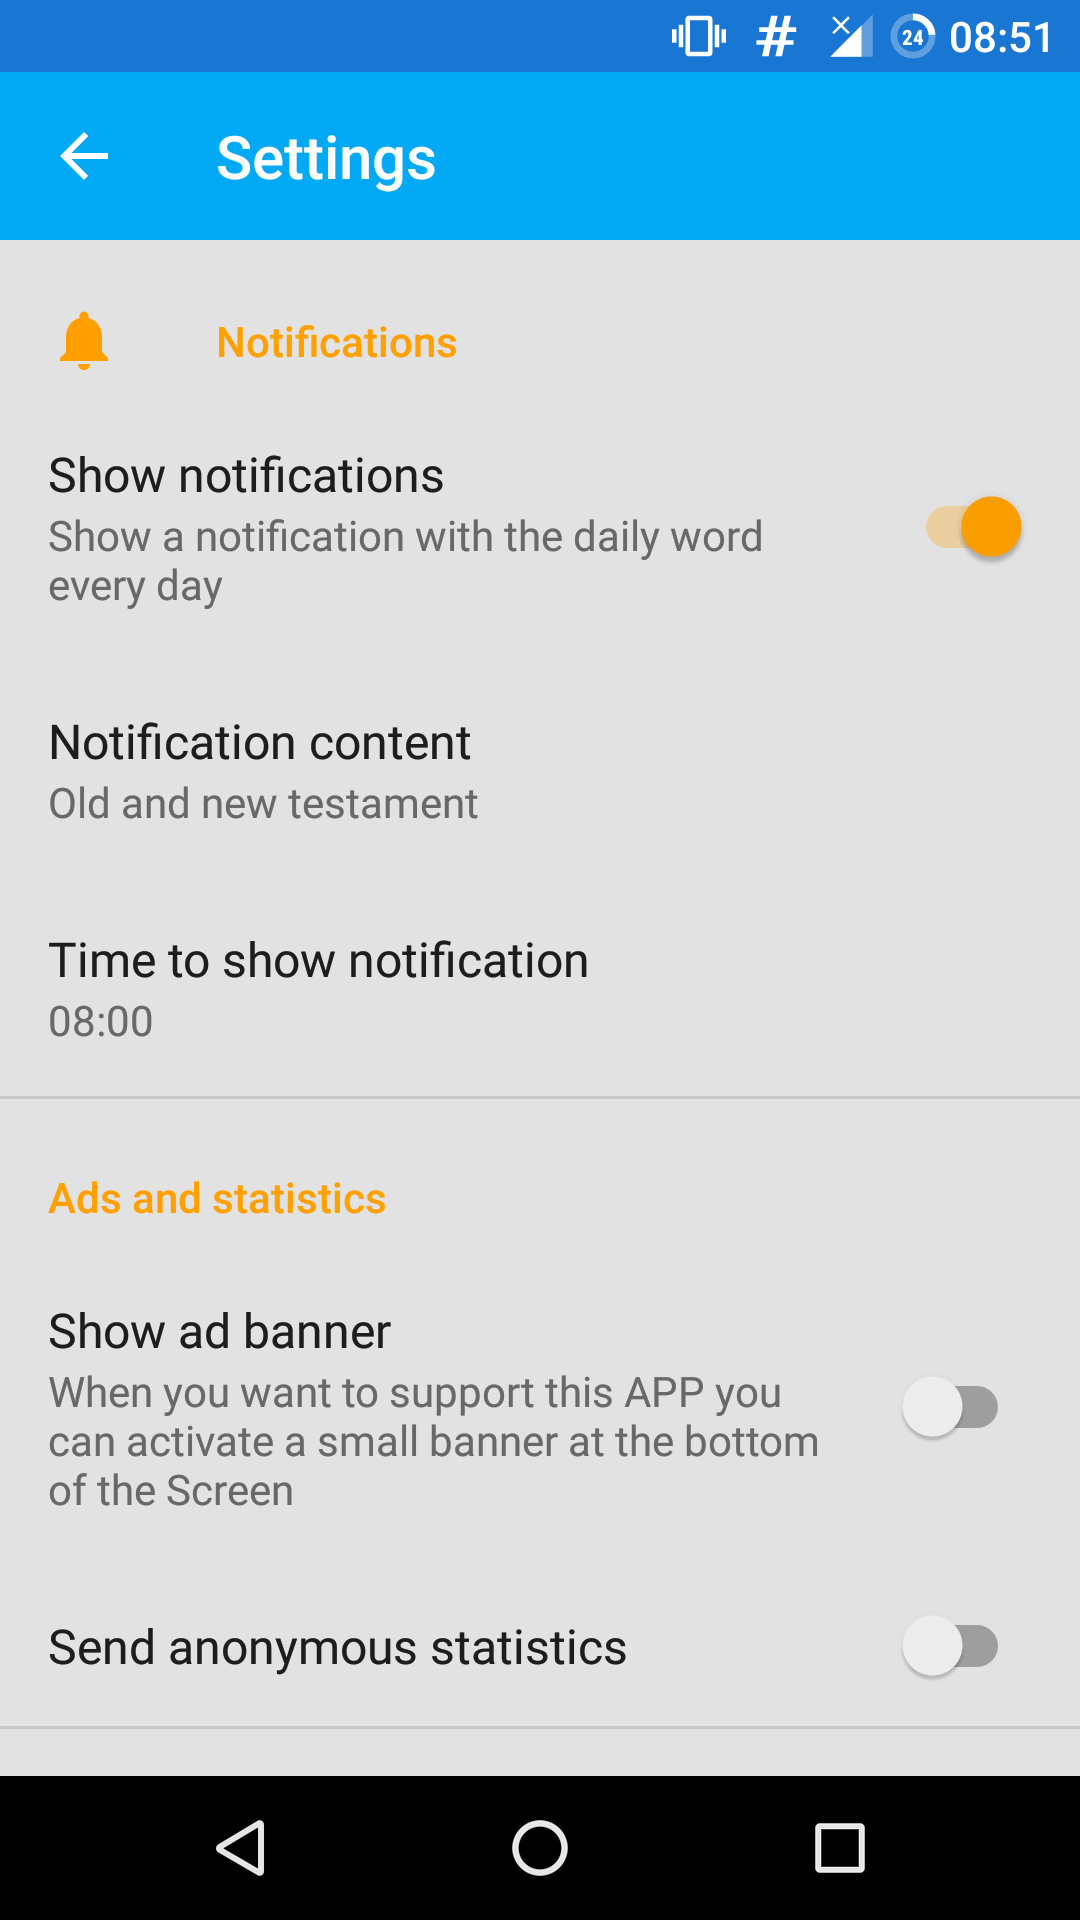 # 24 08:51
Settings
Notifications
Show notifications
Show a notification with the daily word
every day
Notification content
Old and new testament
Time to show notification
08:00
Ads and statistics
Show ad banner
When you want to support this APP you
can activate a small banner at the bottom
of the Screen
Send anonymous statistics